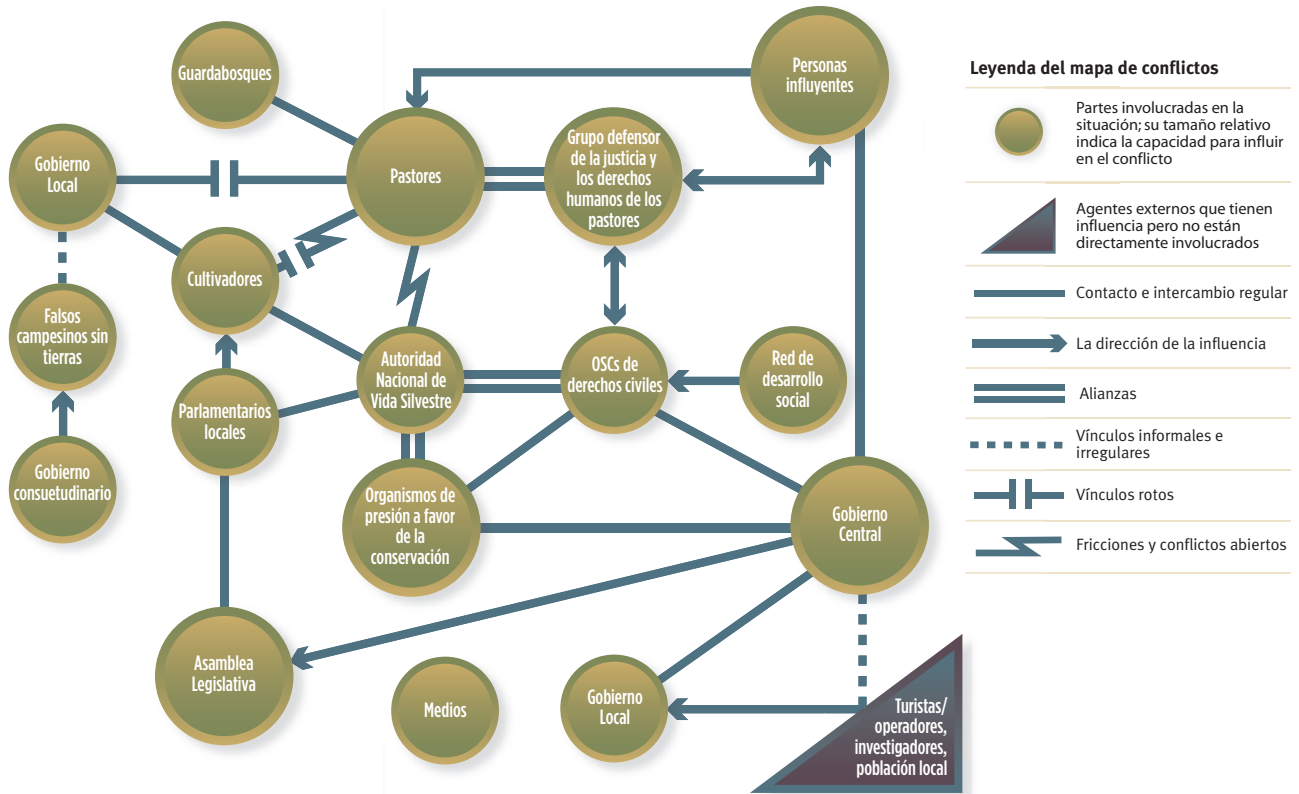 Guardabosques
Personas
influyentes
Gobierno
Local
Pastores
Grupo defensor
de la justicia y
los derechos
humanos de los
pastores
Cultivadores
Falsos
campesinos sin
tierras
Autoridad
Nacional de
Vida Silvestre
OSCs de
derechos civiles
Red de
desarrollo
social
Parlamentarios
locales
Gobierno
consuetudinario
Organismos de
presión a favor
de la
conservación
Gobierno
Central
Asamblea
Legislativa
Medios
Gobierno
Local
Turistas/
operadores,
investigadores,
población local
Leyenda del mapa de conflictos
Partes involucradas en la
situación; su tamaño relativo
indica la capacidad para influir
en el conflicto
Agentes externos que tienen
influencia pero no están
directamente involucrados
Contacto e intercambio regular
La dirección de la influencia
Alianzas
Vínculos informales e
irregulares
Vínculos rotos
Fricciones y conflictos abiertos